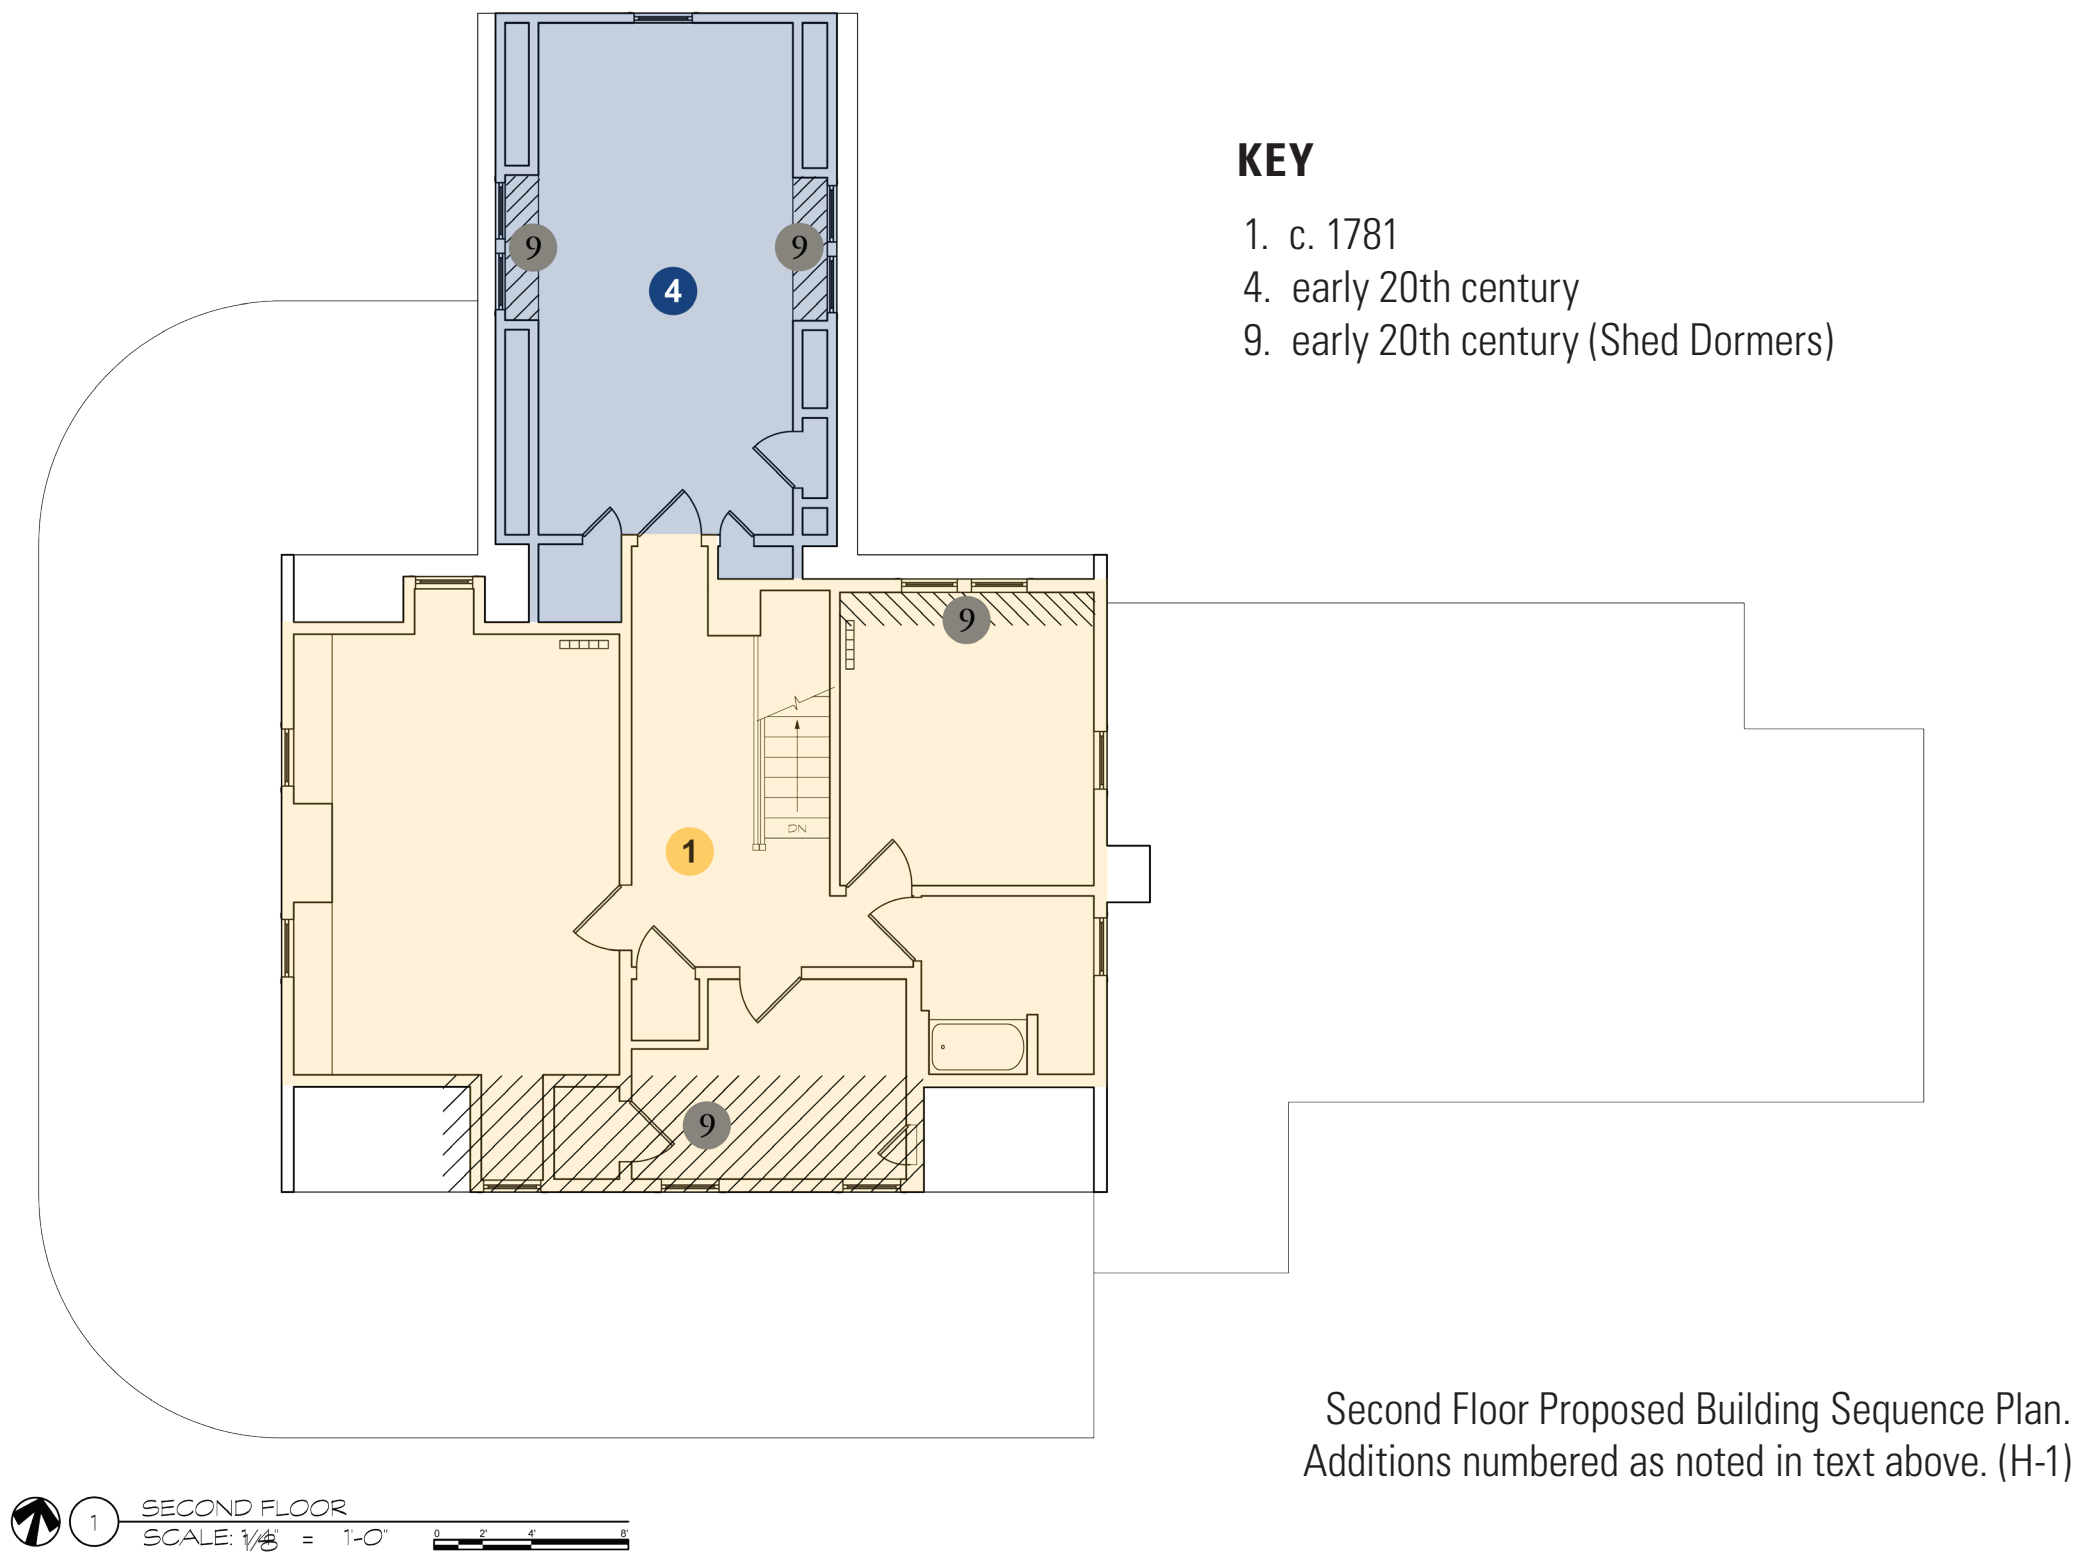 9
9
4
KEY
1. c. 1781
4. early 20th century
9. early 20th century (Shed Dormers)
9
DN
1
9
Second Floor Proposed Building Sequence Plan.
Additions numbered as noted in text above. (H-1)
1
SECOND FLOOR
SCALE: = 1'-0"
0 2' 4' 8'